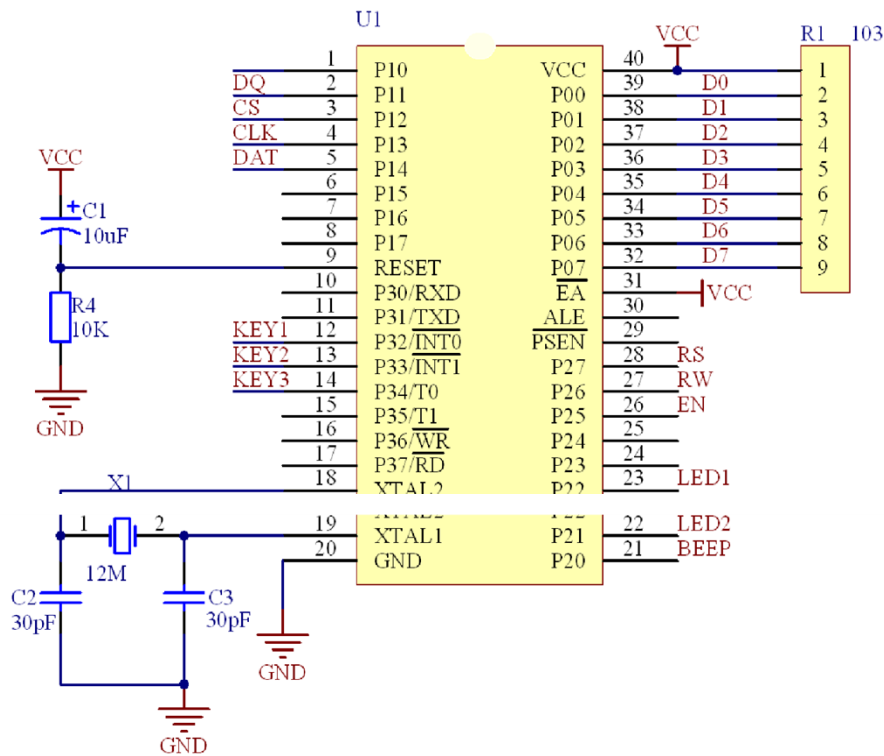 U1
VCC
R1 103
1 P10 VCC 40 1
DQ 2 P11 P00 39 D0 2
CS 3 P12 P01 38 D1 3
CLK 4 P13 P02 37 D2 4
DAT 5 P14 P03 36 D3 5
6 P15 P04 35 D4 6
7 P16 P05 34 D5 7
8 P17 P06 33 D6 8
9 RESET P07 32 D7 9
VCC
+
C1
10uF
R4
10K
GND
10 P30/RXD EA 31 VCC
11 P31/TXD ALE 30
KEY1 12 P32/INT0 PSEN 29
KEY2 13 P33/INT1 P27 28 RS
KEY3 14 P34/T0 P26 27 RW
15 P35/T1 P25 26 EN
16 P36/WR P24 25
17 P37/RD P23 24
18 XTAL2 P22 23 LED1
19 XTAL1 P21 22 LED2
20 GND P20 21 BEEP
X1
1 2
12M
C2
30pF
C3
30pF
GND
GND